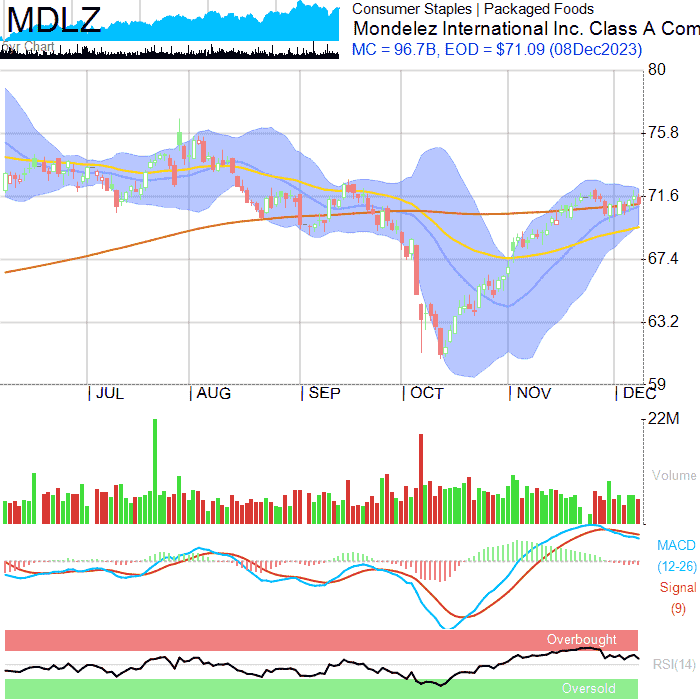 MDLZ
our Chart
Consumer Staples | Packaged Foods
Mondelez International Inc. Class A Com
MC = 96.7B, EOD = $71.09 (08Dec2023)
80
75.8
71.6
67.4
63.2
59
JUL AUG SEP OCT NOV DEC
22M
Volume
MACD
(12-26)
Signal
(9)
Overbought
RSI(14)
Oversold